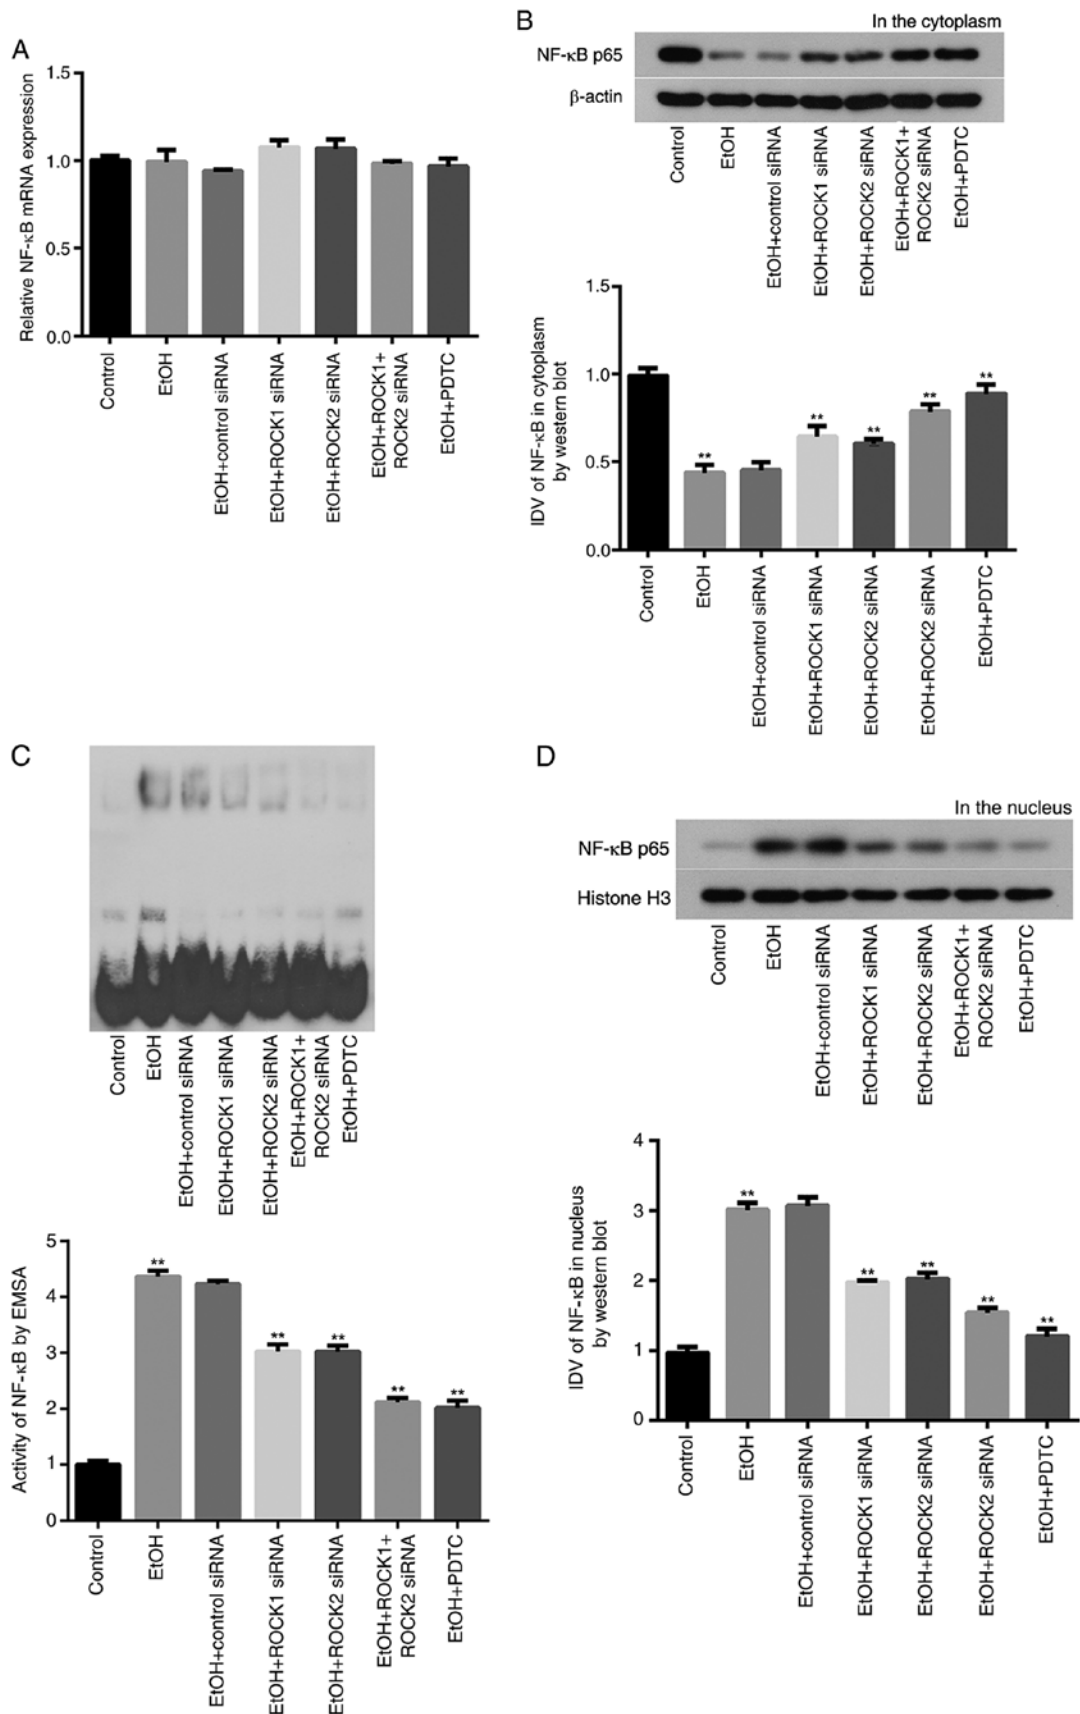 A
Relative NF-κB mRNA expression
1.5
1.0
0.5
0.0
Control
EtOH
EtOH+control siRNA
EtOH+ROCK1 siRNA
EtOH+ROCK2 siRNA
EtOH+ROCK1+
ROCK2 siRNA
EtOH+PDTC
B
In the cytoplasm
NF-κB p65
β-actin
Control
EtOH
EtOH+control siRNA
EtOH+ROCK1 siRNA
EtOH+ROCK2 siRNA
EtOH+ROCK1+
ROCK2 siRNA
EtOH+PDTC
IDV of NF-κB in cytoplasm
by western blot
1.5
1.0
0.5
0.0
**
**
**
**
**
Control
EtOH
EtOH+control siRNA
EtOH+ROCK1 siRNA
EtOH+ROCK2 siRNA
EtOH+ROCK2 siRNA
EtOH+PDTC
C
Control
EtOH
EtOH+control siRNA
EtOH+ROCK1 siRNA
EtOH+ROCK2 siRNA
EtOH+ROCK1+
ROCK2 siRNA
EtOH+PDTC
Activity of NF-κB by EMSA
5
4
3
2
1
0
**
**
**
**
**
Control
EtOH
EtOH+control siRNA
EtOH+ROCK1 siRNA
EtOH+ROCK2 siRNA
EtOH+ROCK1+
ROCK2 siRNA
EtOH+PDTC
D
In the nucleus
NF-κB p65
Histone H3
Control
EtOH
EtOH+control siRNA
EtOH+ROCK1 siRNA
EtOH+ROCK2 siRNA
EtOH+ROCK1+
ROCK2 siRNA
EtOH+PDTC
IDV of NF-κB in nucleus
by western blot
4
3
2
1
0
**
**
**
**
**
Control
EtOH
EtOH+control siRNA
EtOH+ROCK1 siRNA
EtOH+ROCK2 siRNA
EtOH+ROCK2 siRNA
EtOH+PDTC